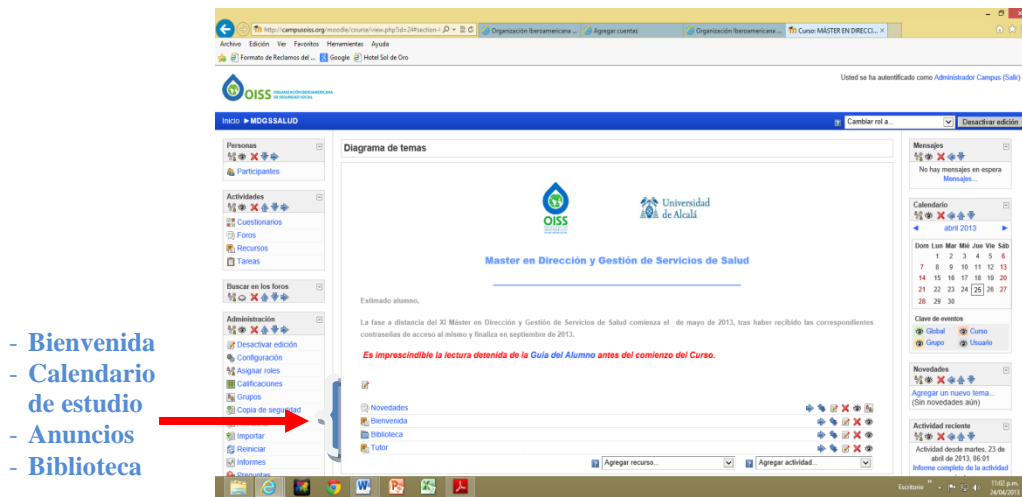 http://campusoiss.org/moodle/course/view.php?id=24#section-
Organización Iberoamericana ...
Agregar cuentas
Organización Iberoamericana ...
Curso: MÁSTER EN DIRECCI...
Archivo Edición Ver Favoritos Herramientas Ayuda
Formato de Reclamos del ... Google Hotel Sol de Oro
Usted se ha autentificado como Administrador Campus (Salir)
OISS ORGANIZACIÓN IBEROAMERICANA DE SEGURIDAD SOCIAL
Inicio ► MDGSSALUD
Cambiar rol a...
Desactivar edición
Personas
Participantes
Actividades
Cuestionarios
Foros
Recursos
Tareas
Buscar en los foros
Administración
Desactivar edición
Configuración
Asignar roles
Calificaciones
Grupos
Copia de seguridad
Importar
Reiniciar
Informes
Preguntas
- Bienvenida
- Calendario
de estudio
- Anuncios
- Biblioteca
Diagrama de temas
OISS
Universidad
de Alcalá
Master en Dirección y Gestión de Servicios de Salud
Estimado alumno,
La fase a distancia del XI Máster en Dirección y Gestión de Servicios de Salud comienza el de mayo de 2013, tras haber recibido las correspondientes
contraseñas de acceso al mismo y finaliza en septiembre de 2013.
Es imprescindible la lectura detenida de la Guía del Alumno antes del comienzo del Curso.
Novedades
Bienvenida
Biblioteca
Tutor
Agregar recurso...
Agregar actividad...
Mensajes
No hay mensajes en espera
Mensajes...
Calendario
abril 2013
Dom Lun Mar Mié Jue Vie Sáb
1 2 3 4 5 6
7 8 9 10 11 12 13
14 15 16 17 18 19 20
21 22 23 24 25 26 27
28 29 30
Clave de eventos
Global Curso
Grupo Usuario
Novedades
Agregar un nuevo tema...
(Sin novedades aún)
Actividad reciente
Actividad desde martes, 23 de
abril de 2013, 06:01
Informe completo de la actividad
Escritorio
11:02 p.m.
24/04/2013